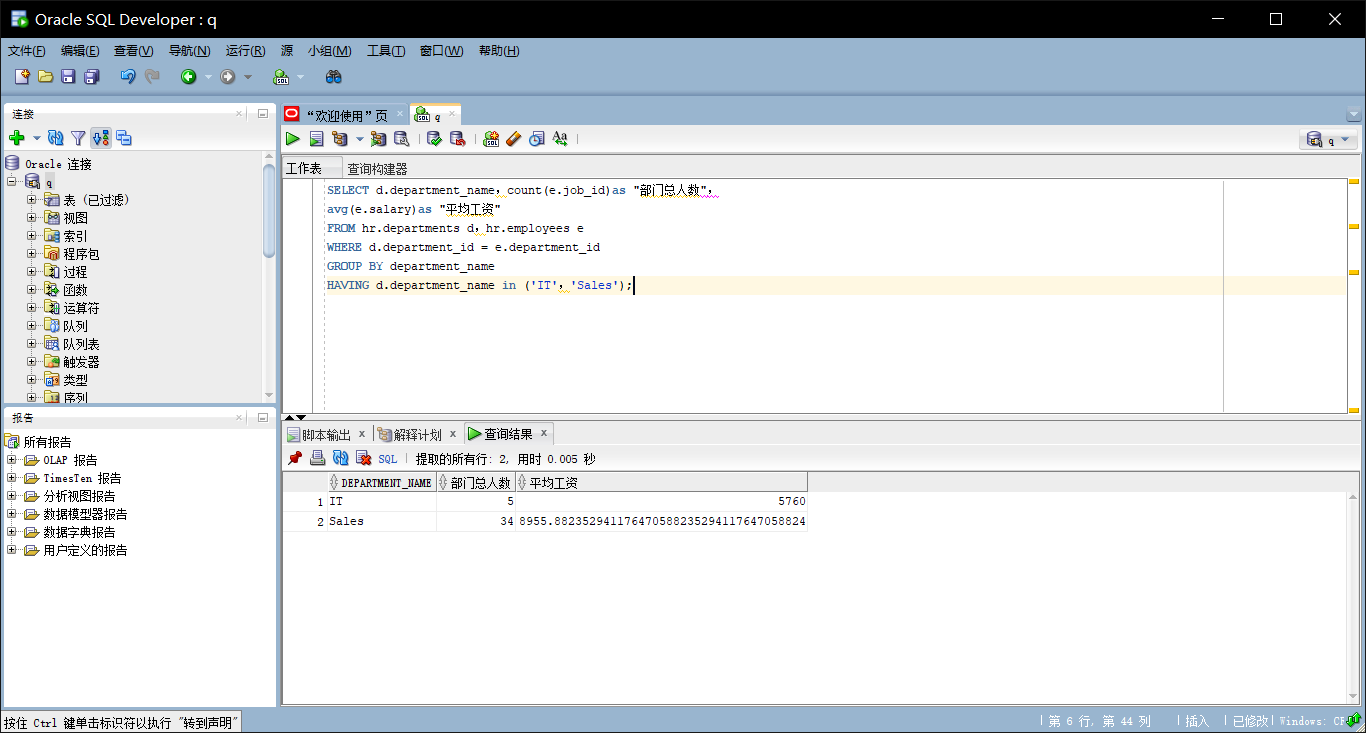 Oracle SQL Developer : q
文件(F) 编辑(E) 查看(V) 导航(N) 运行(R) 源 小组(M) 工具(T) 窗口(W) 帮助(H)
连接
Oracle 连接
q
表 (已过滤)
视图
索引
程序包
过程
函数
运算符
队列
队列表
触发器
类型
序列
报告
所有报告
OLAP 报告
TimesTen 报告
分析视图报告
数据模型器报告
数据字典报告
用户定义的报告
“欢迎使用”页 q
q
工作表 查询构建器
SELECT d.department_name，count(e.job_id)as "部门总人数"，
avg(e.salary)as "平均工资"
FROM hr.departments d，hr.employees e
WHERE d.department_id = e.department_id
GROUP BY department_name
HAVING d.department_name in ('IT'，'Sales');
脚本输出 解释计划 查询结果
SQL 提取的所有行: 2, 用时 0.005 秒
DEPARTMENT_NAME 部门总人数 平均工资
1 IT 5 5760
2 Sales 34 8955.88235294117647058823529411764705882​4
按住 Ctrl 键单击标识符以执行 "转到声明"
第 6 行, 第 44 列 插入 已修改 Windows: CR